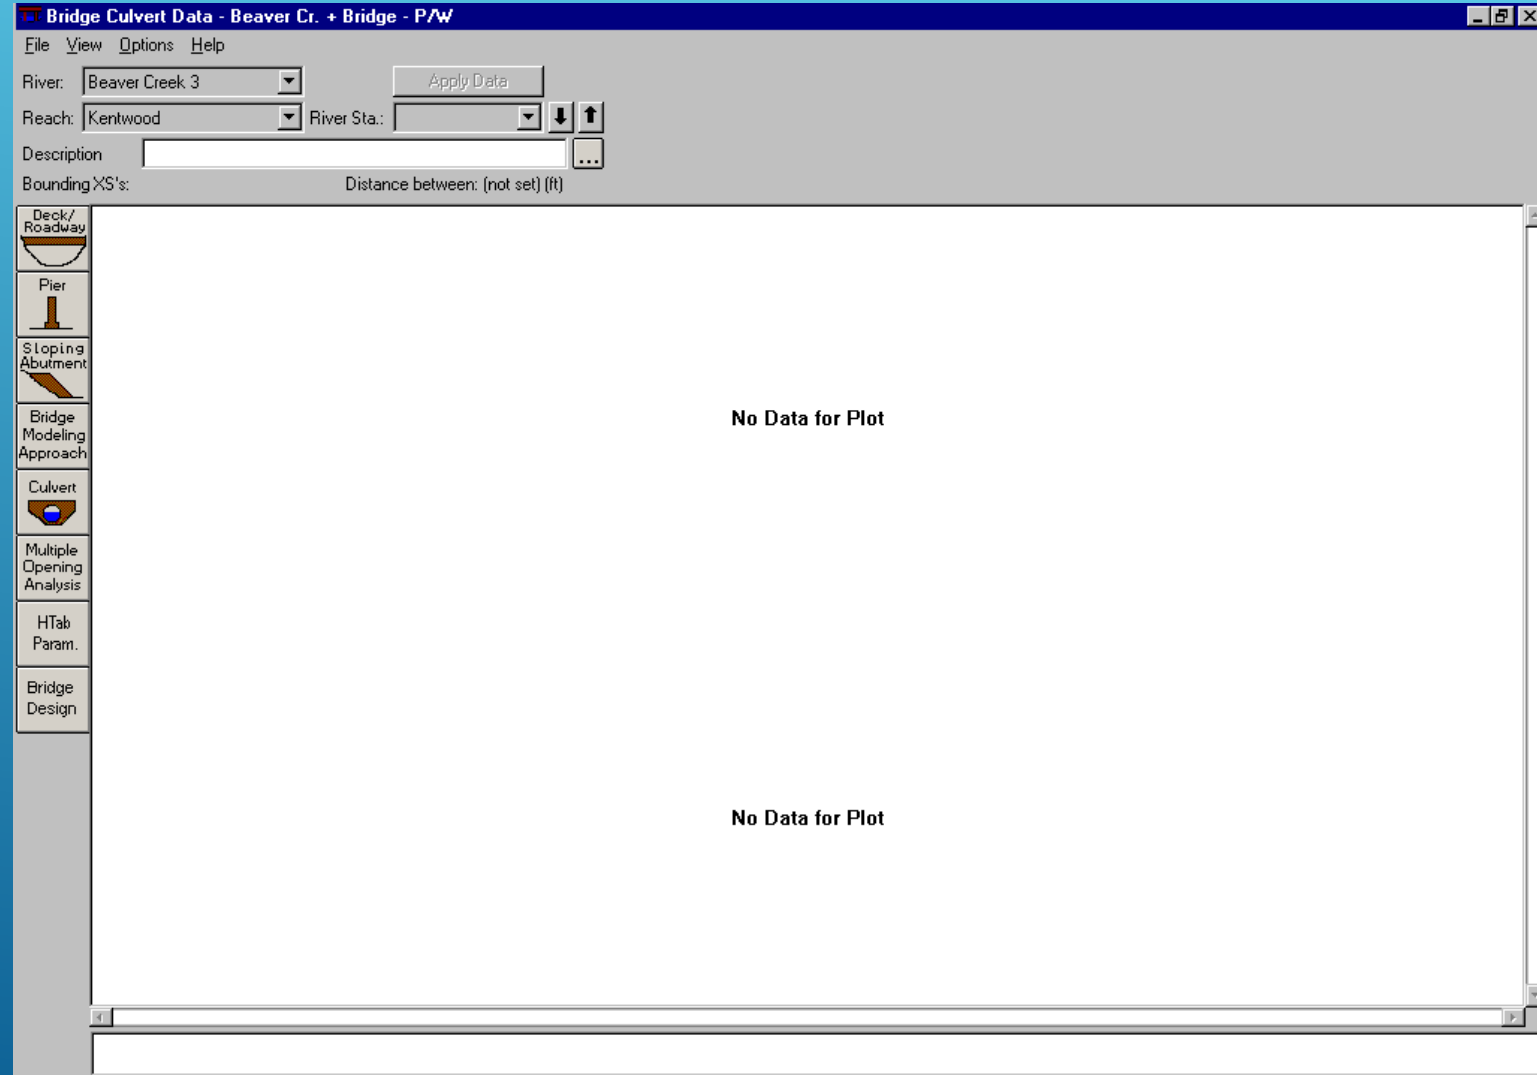 Bridge Culvert Data - Beaver Cr. + Bridge - P/W
File View Options Help
River: Beaver Creek 3 Apply Data
Reach: Kentwood River Sta.:
Description ...
Bounding XS's: Distance between: (not set) (ft)
Deck/
Roadway
Pier
Sloping
Abutment
Bridge
Modeling
Approach
Culvert
Multiple
Opening
Analysis
HTab
Param.
Bridge
Design
No Data for Plot
No Data for Plot